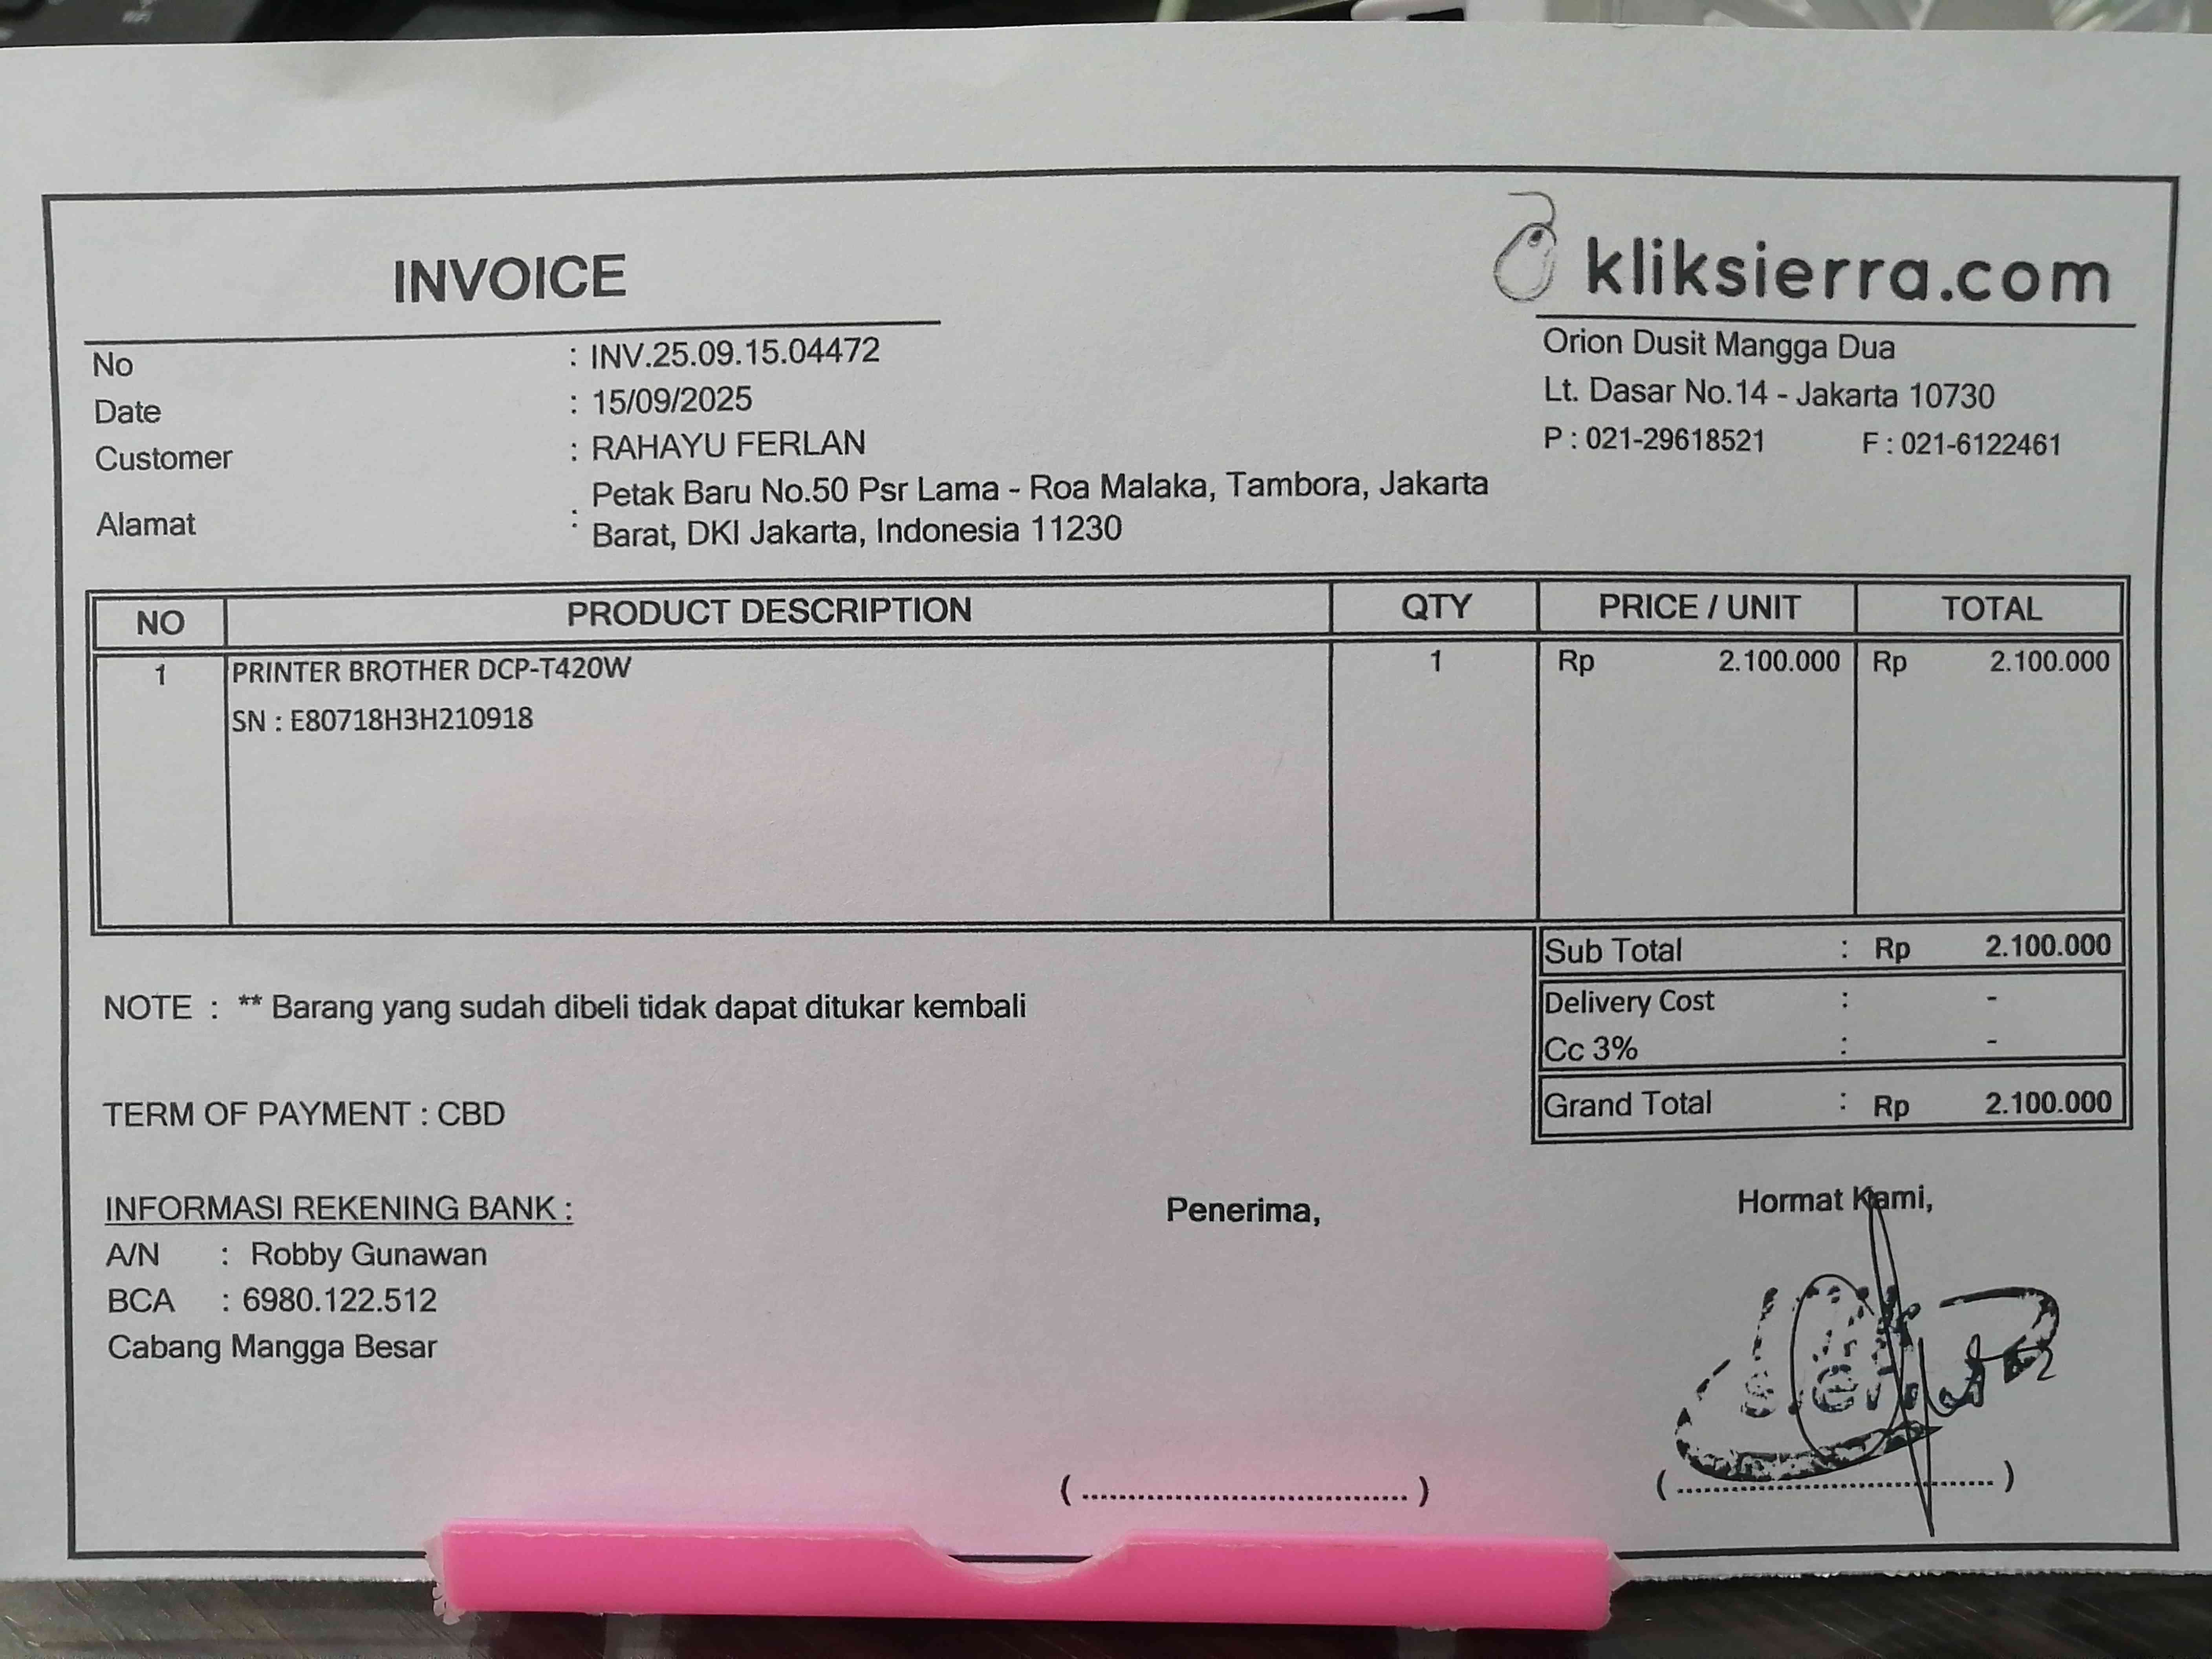 INVOICE
kliksierra.com
Orion Dusit Mangga Dua
Lt. Dasar No.14 - Jakarta 10730
P : 021-29618521 F : 021-6122461
No : INV.25.09.15.04472
Date : 15/09/2025
Customer : RAHAYU FERLAN
Alamat : Petak Baru No.50 Psr Lama - Roa Malaka, Tambora, Jakarta
Barat, DKI Jakarta, Indonesia 11230
NO PRODUCT DESCRIPTION QTY PRICE / UNIT TOTAL
1 PRINTER BROTHER DCP-T420W 1 Rp 2.100.000 Rp 2.100.000
SN : E80718H3H210918
Sub Total : Rp 2.100.000
Delivery Cost : -
Cc 3% : -
Grand Total : Rp 2.100.000
NOTE : ** Barang yang sudah dibeli tidak dapat ditukar kembali
TERM OF PAYMENT : CBD
INFORMASI REKENING BANK :
A/N : Robby Gunawan
BCA : 6980.122.512
Cabang Mangga Besar
Penerima,
Hormat Kami,
( ........................................ )
( ........................................ )